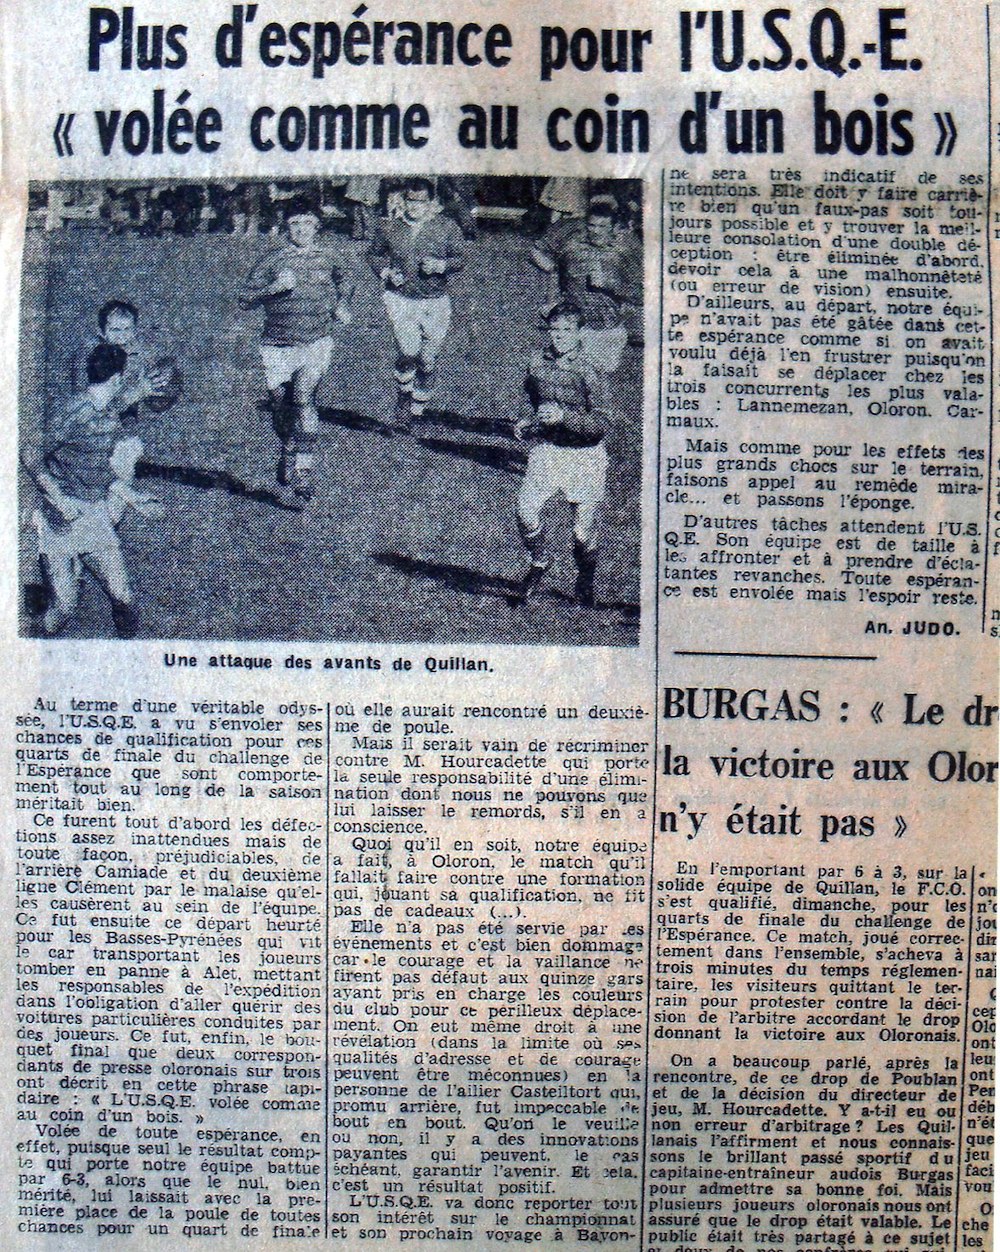 Plus d'espérance pour l'U.S.Q.-E.
« volée comme au coin d'un bois »
Une attaque des avants de Quillan.
Au terme d'une véritable odys-
sée, l'U.S.Q.E. a vu s'envoler ses
chances de qualification pour ces
quarts de finale du challenge de
l'Espérance que sont comporte-
ment tout au long de la saison
méritait bien.
Ce furent tout d'abord les défec-
tions assez inattendues mais de
toute façon, préjudiciables, de
l'arrière Camiade et du deuxième
ligne Clément par le malaise qu'el-
les causèrent au sein de l'équipe.
Ce fut ensuite ce départ heurté
pour les Basses-Pyrénées qui vit
le car transportant les joueurs
tomber en panne à Alet, mettant
les responsables de l'expédition
dans l'obligation d'aller quérir des
voitures particulières conduites par
des joueurs. Ce fut, enfin, le bou-
quet final que deux correspon-
dants de presse oloronais sur trois
ont décrit en cette phrase lapi-
daire : « L'U.S.Q.E. volée comme
au coin d'un bois. »
Volée de toute espérance, en
effet, puisque seul le résultat comp-
te qui porte notre équipe battue
par 6-3, alors que le nul, bien
mérité, lui laissait avec la pre-
mière place de la poule de toutes
chances pour un quart de finale
où elle aurait rencontré un deuxiè-
me de poule.
Mais il serait vain de récriminer
contre M. Hourcadette qui porte
la seule responsabilité d'une élimi-
nation dont nous ne pouvons que
lui laisser le remords, s'il en a
conscience.
Quoi qu'il en soit, notre équipe
a fait, à Oloron, le match qu'il
fallait faire contre une formation
qui, jouant sa qualification, ne fit
pas de cadeaux (...).
Elle n'a pas été servie par les
événements et c'est bien dommage
car le courage et la vaillance ne
firent pas défaut aux quinze gars
ayant pris en charge les couleurs
du club pour ce périlleux déplace-
ment. On eut même droit à une
révélation (dans la limite où ses
qualités d'adresse et de courage
peuvent être méconnues) en la
personne de l'ailier Castelltort qui,
promu arrière, fut impeccable de
bout en bout. Qu'on le veuille
ou non, il y a des innovations
payantes qui peuvent, le cas
échéant, garantir l'avenir. Et cela,
c'est un résultat positif.
L'U.S.Q.E. va donc reporter tout
son intérêt sur le championnat
et son prochain voyage à Bayon-
ne sera très indicatif de ses
intentions. Elle doit y faire carriè-
re bien qu'un faux-pas soit tou-
jours possible et y trouver la meil-
leure consolation d'une double dé-
ception : être éliminée d'abord,
devoir cela à une malhonnêteté
(ou erreur de vision) ensuite.
D'ailleurs, au départ, notre équi-
pe n'avait pas été gâtée dans cet-
te espérance comme si on avait
voulu déjà l'en frustrer puisqu'on
la faisait se déplacer chez les
trois concurrents les plus vala-
bles : Lannemezan, Oloron, Car-
maux.
Mais comme pour les effets des
plus grands chocs sur le terrain,
faisons appel au remède mira-
cle... et passons l'éponge.
D'autres tâches attendent l'U.S.
Q.E. Son équipe est de taille à
les affronter et à prendre d'écla-
tantes revanches. Toute espéran-
ce est envolée mais l'espoir reste.
An. JUDO.
BURGAS : « Le dr
la victoire aux Olor
n'y était pas »
En l'emportant par 6 à 3, sur la
solide équipe de Quillan, le F.C.O.
s'est qualifié, dimanche, pour les
quarts de finale du challenge de
l'Espérance. Ce match, joué correc-
tement dans l'ensemble, s'acheva à
trois minutes du temps réglemen-
taire, les visiteurs quittant le ter-
rain pour protester contre la déci-
sion de l'arbitre accordant le drop
donnant la victoire aux Oloronais.
On a beaucoup parlé, après la
rencontre, de ce drop de Poublan
et de la décision du directeur de
jeu, M. Hourcadette. Y a-t-il eu ou
non erreur d'arbitrage ? Les Quil-
lanais l'affirment et nous connais-
sons le brillant passé sportif du
capitaine-entraîneur audois Burgas
pour admettre sa bonne foi. Mais
plusieurs joueurs oloronais nous ont
assuré que le drop était valable. Le
public était très partagé à ce sujet